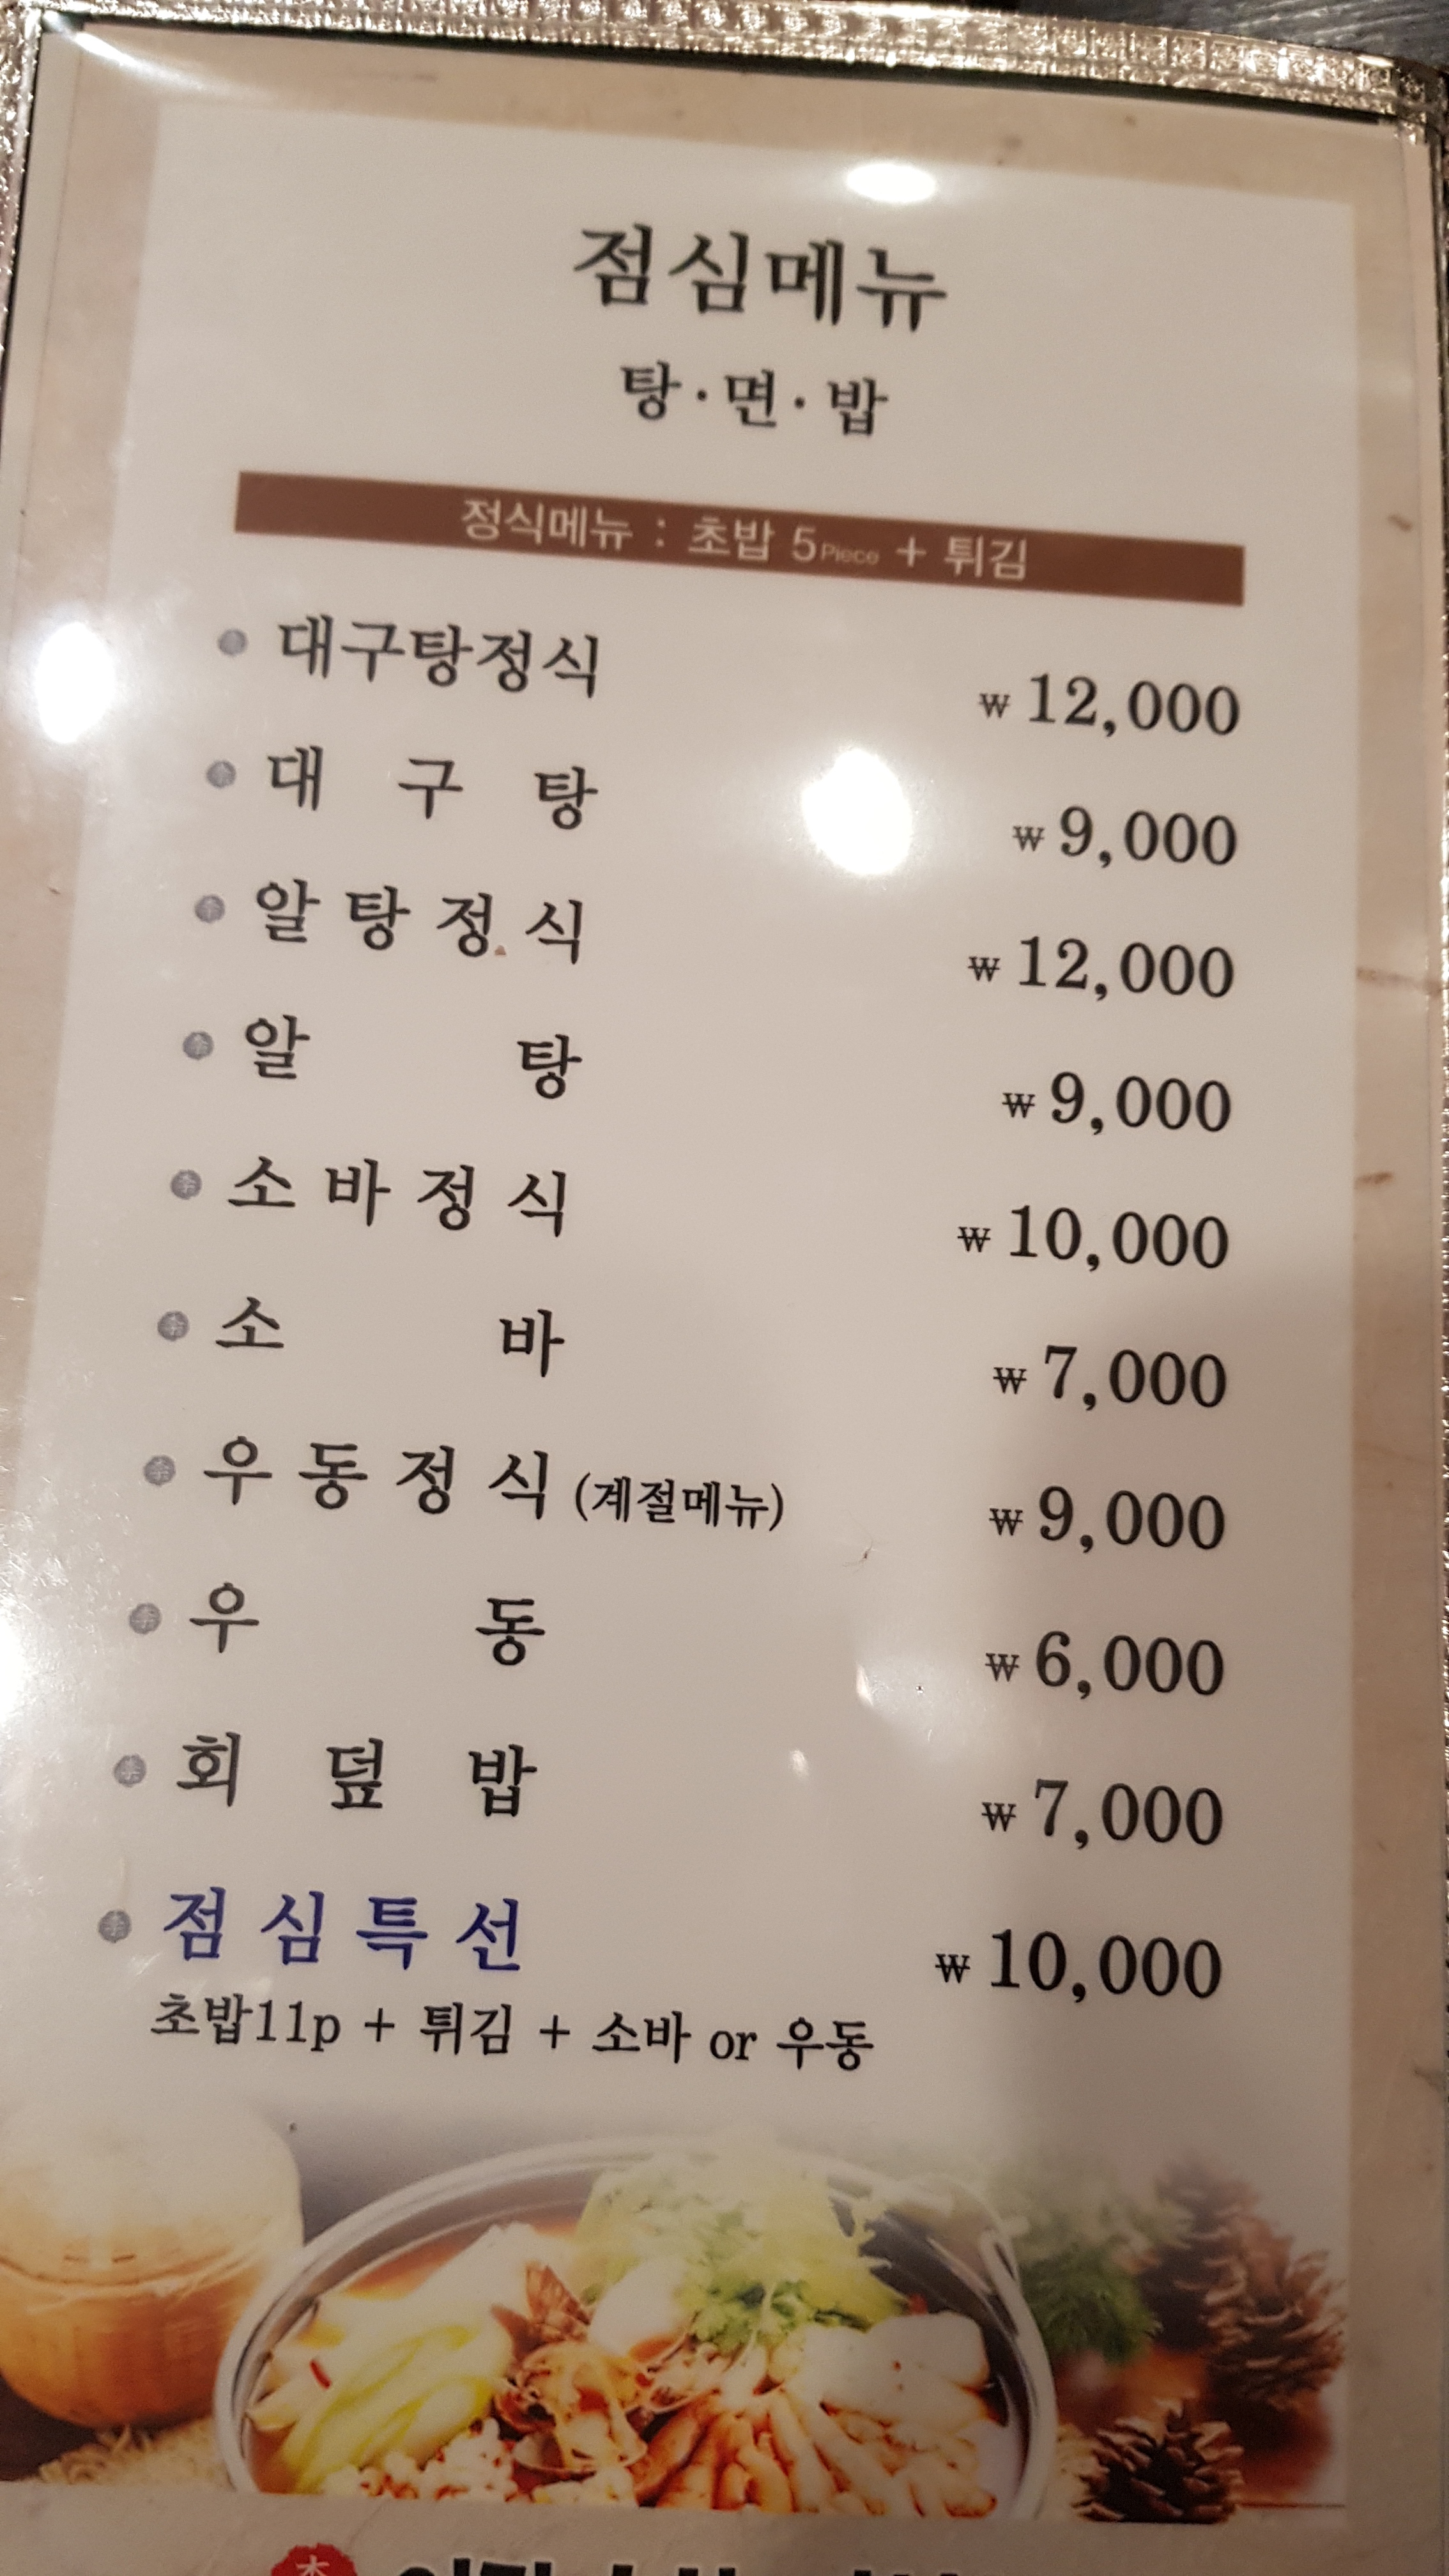 점심메뉴
탕·면·밥
정식메뉴 : 초밥 5Piece + 튀김
대구탕정식 ₩12,000
대 구 탕 ₩9,000
알탕정식 ₩12,000
알 탕 ₩9,000
소바정식 ₩10,000
소 바 ₩7,000
우동정식 (계절메뉴) ₩9,000
우 동 ₩6,000
회 덮 밥 ₩7,000
점심특선 ₩10,000
초밥11p + 튀김 + 소바 or 우동